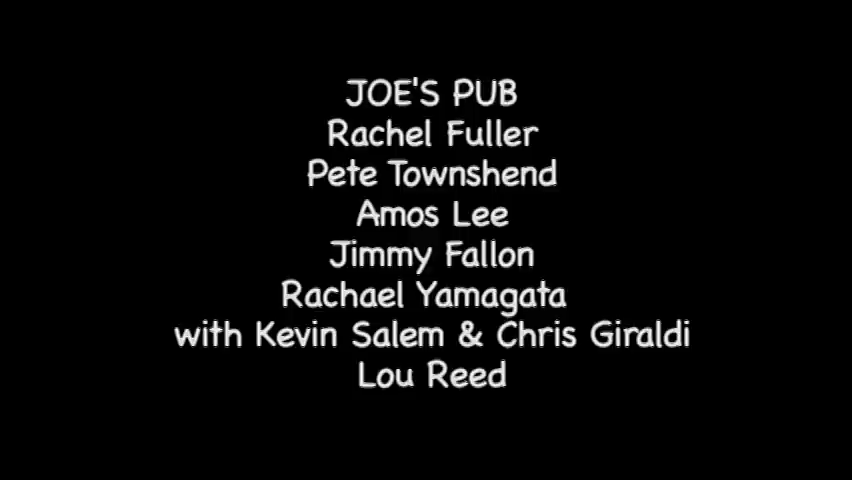 JOE'S PUB
Rachel Fuller
Pete Townshend
Amos Lee
Jimmy Fallon
Rachael Yamagata
with Kevin Salem & Chris Giraldi
Lou Reed